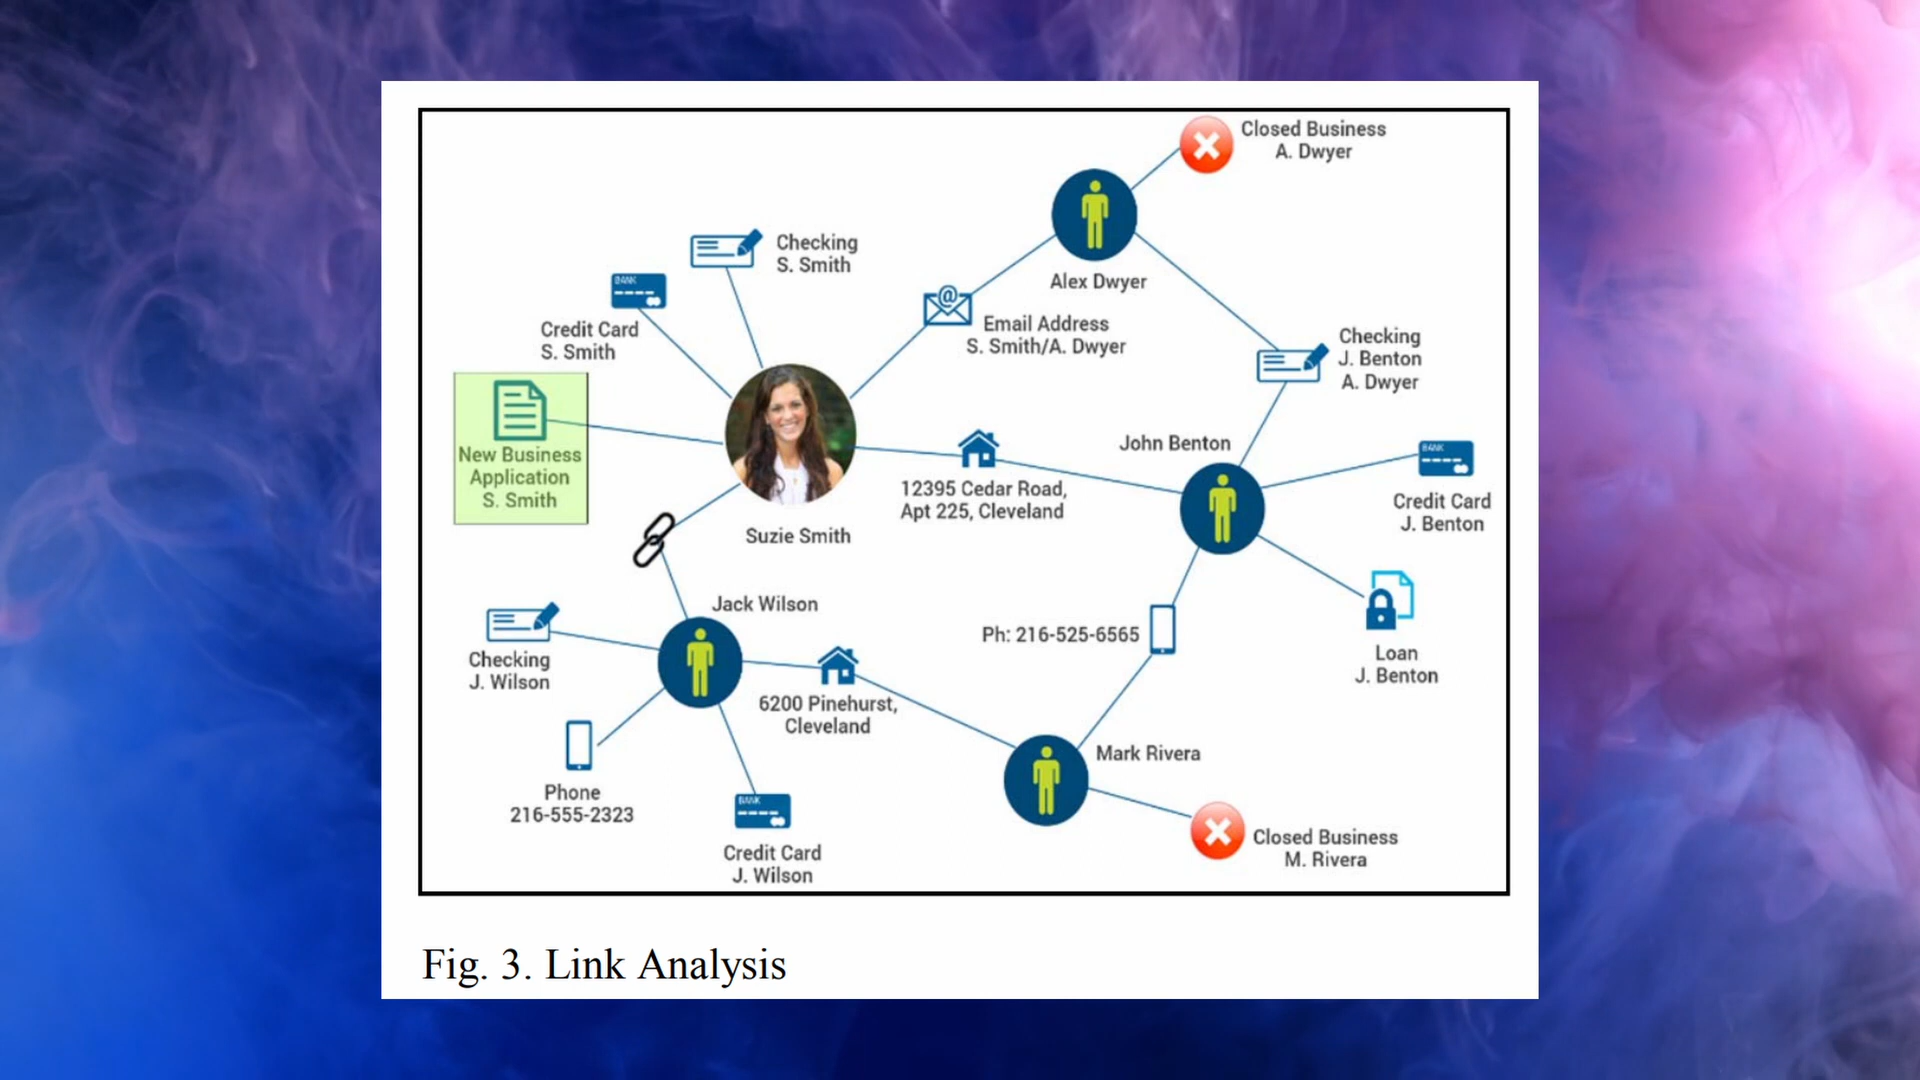 Closed Business
A. Dwyer
Checking
S. Smith
BANK
Credit Card
S. Smith
Alex Dwyer
@
Email Address
S. Smith/A. Dwyer
Checking
J. Benton
A. Dwyer
New Business
Application
S. Smith
John Benton
BANK
Credit Card
J. Benton
12395 Cedar Road,
Apt 225, Cleveland
Suzie Smith
Jack Wilson
Ph: 216-525-6565
Loan
J. Benton
Checking
J. Wilson
6200 Pinehurst,
Cleveland
Mark Rivera
Phone
216-555-2323
BANK
Credit Card
J. Wilson
Closed Business
M. Rivera
Fig. 3. Link Analysis